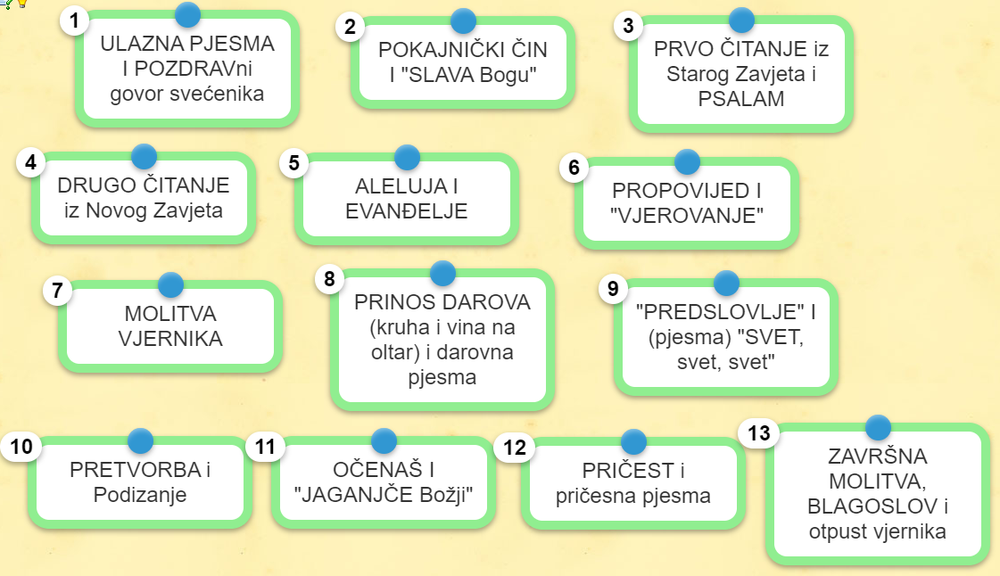 1
ULAZNA PJESMA
I POZDRAVni
govor svećenika
2
POKAJNIČKI ČIN
I "SLAVA Bogu"
3
PRVO ČITANJE iz
Starog Zavjeta i
PSALAM
4
DRUGO ČITANJE
iz Novog Zavjeta
5
ALELUJA I
EVANĐELJE
6
PROPOVIJED I
"VJEROVANJE"
7
MOLITVA
VJERNIKA
8
PRINOS DAROVA
(kruha i vina na
oltar) i darovna
pjesma
9
"PREDSLOVLJE" I
(pjesma) "SVET,
svet, svet"
10
PRETVORBA i
Podizanje
11
OČENAŠ I
"JAGANJČE Božji"
12
PRIČEST i
pričesna pjesma
13
ZAVRŠNA
MOLITVA,
BLAGOSLOV i
otpust vjernika